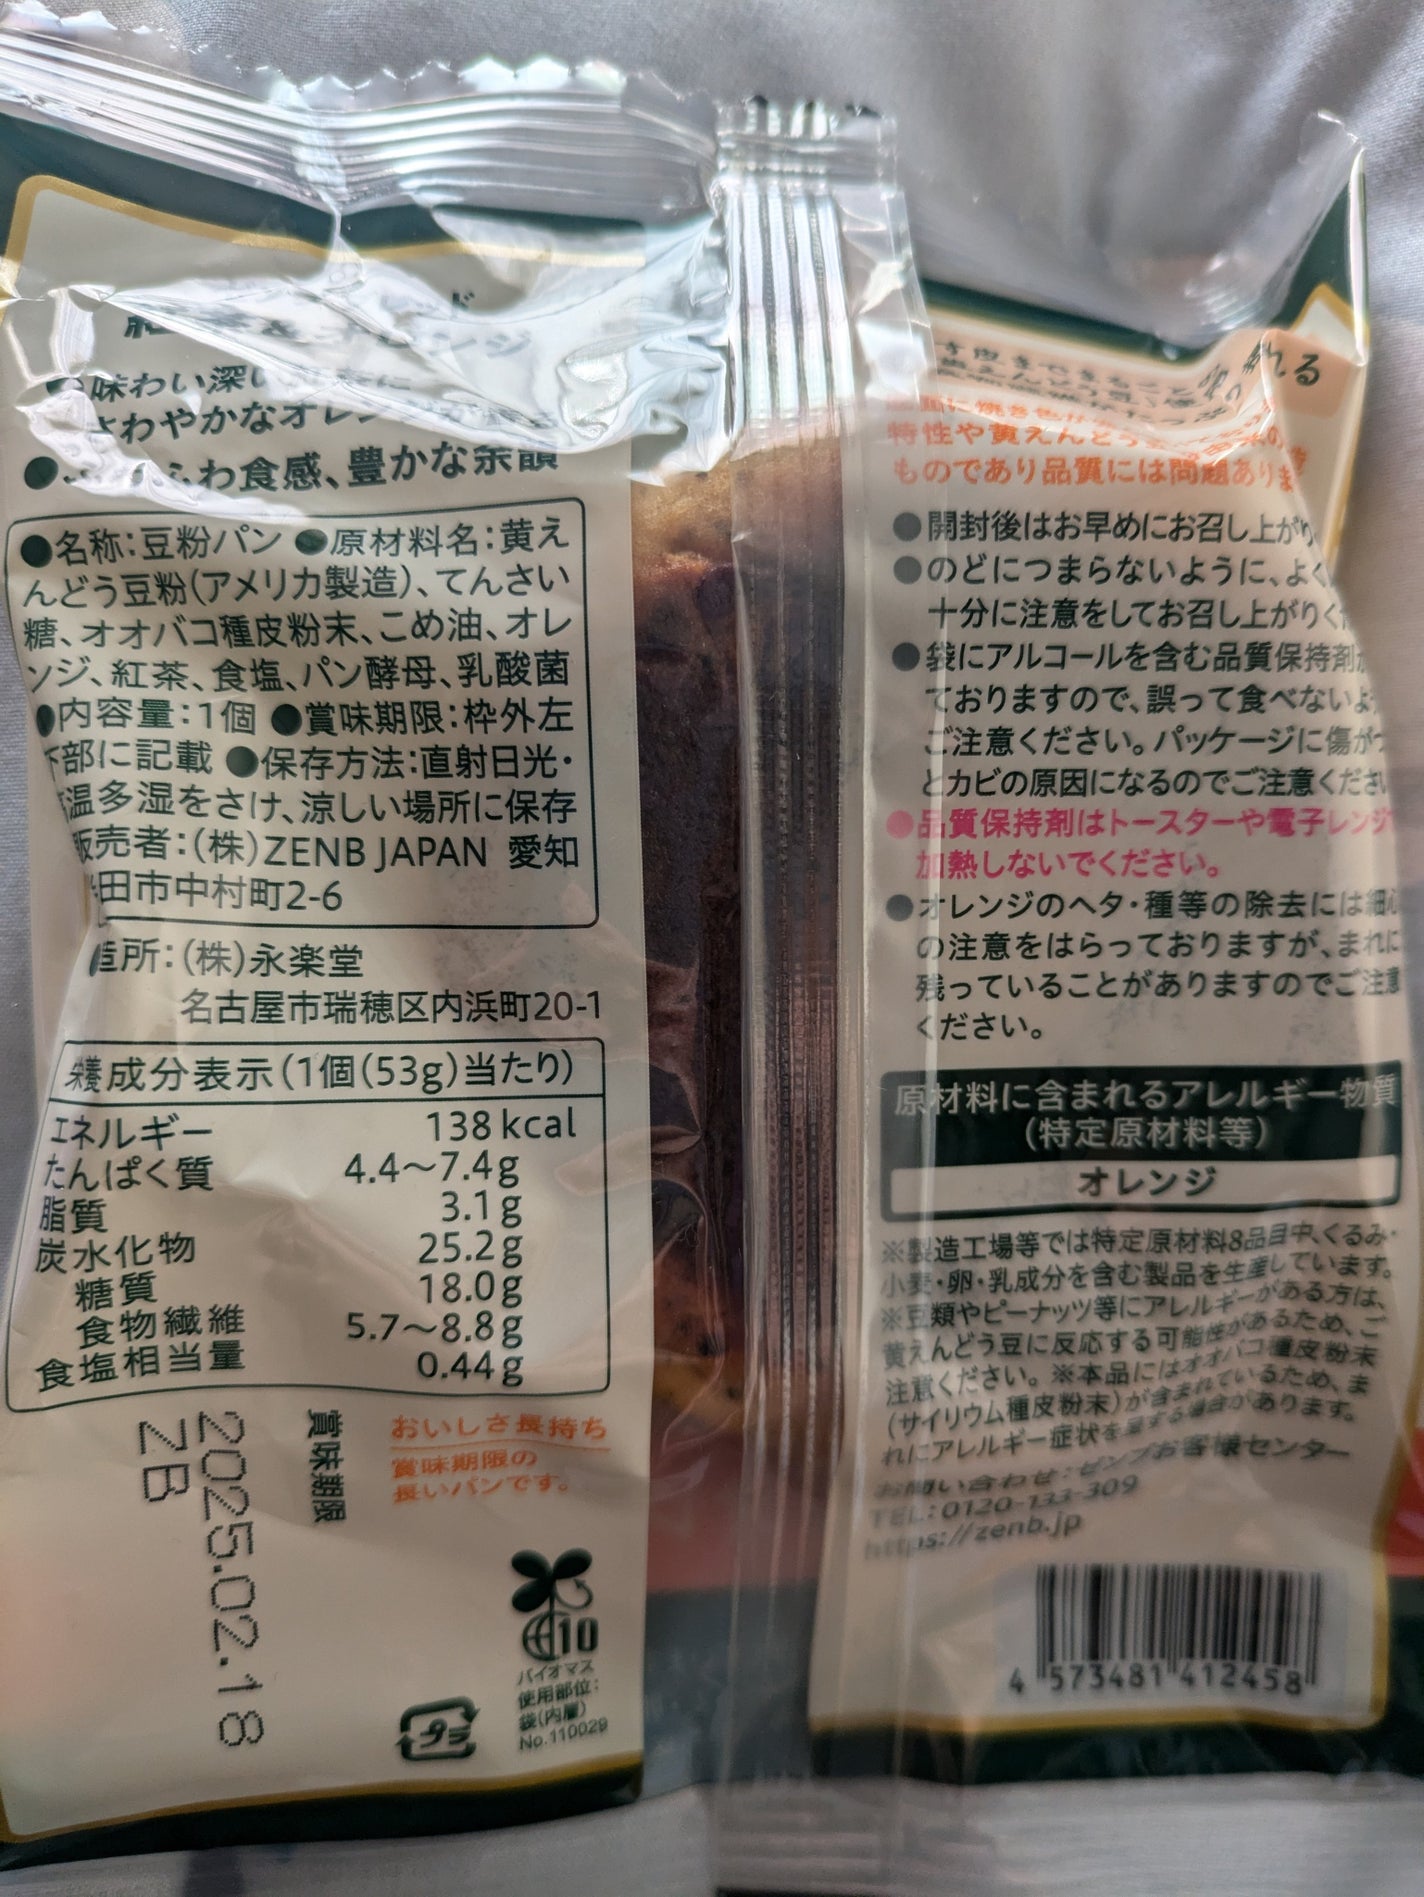 味わい深い
さわやかなオレン
わ食感、豊かな余韻
●名称:豆粉パン ●原材料名:黄え
んどう豆粉(アメリカ製造)、てんさい
糖、オオバコ種皮粉末、こめ油、オレ
ンジ、紅茶、食塩、パン酵母、乳酸菌
●内容量:1個 ●賞味期限:枠外左
下部に記載 ●保存方法:直射日光・
温多湿をさけ、涼しい場所に保存
販売者:(株)ZENB JAPAN 愛知
田市中村町2-6
造所:(株)永楽堂
名古屋市瑞穂区内浜町20-1
栄養成分表示(1個(53g)当たり)
エネルギー 138kcal
たんぱく質 4.4~7.4g
脂質 3.1g
炭水化物 25.2g
糖質 18.0g
食物繊維 5.7~8.8g
食塩相当量 0.44g
賞味期限
2025.02.18
ZB
おいしさ長持ち
賞味期限の
長いパンです。
10
バイオマス
使用部位:
袋(内層)
No.110029
プラ
特性や黄えんどう
ものであり品質には問題ありま
●開封後はお早めにお召し上がり
●のどにつまらないように、よく
十分に注意をしてお召し上がりく
●袋にアルコールを含む品質保持剤が
ておりますので、誤って食べないよ
ご注意ください。パッケージに傷がつ
とカビの原因になるのでご注意くださ
●品質保持剤はトースターや電子レンジ
加熱しないでください。
●オレンジのヘタ・種等の除去には細心
の注意をはらっておりますが、まれに
残っていることがありますのでご注意
ください。
原材料に含まれるアレルギー物質
(特定原材料等)
オレンジ
※製造工場等では特定原材料8品目中、くるみ・
小麦・卵・乳成分を含む製品を生産しています。
※豆類やピーナッツ等にアレルギーがある方は、
黄えんどう豆に反応する可能性があるため、ご
注意ください。※本品にはオオバコ種皮粉末
(サイリウム種皮粉末)が含まれているため、ま
れにアレルギー症状を呈する場合があります。
お問い合わせ:ゼンブお客様センター
TEL:0120-133-309
https://zenb.jp
4 573481 412458